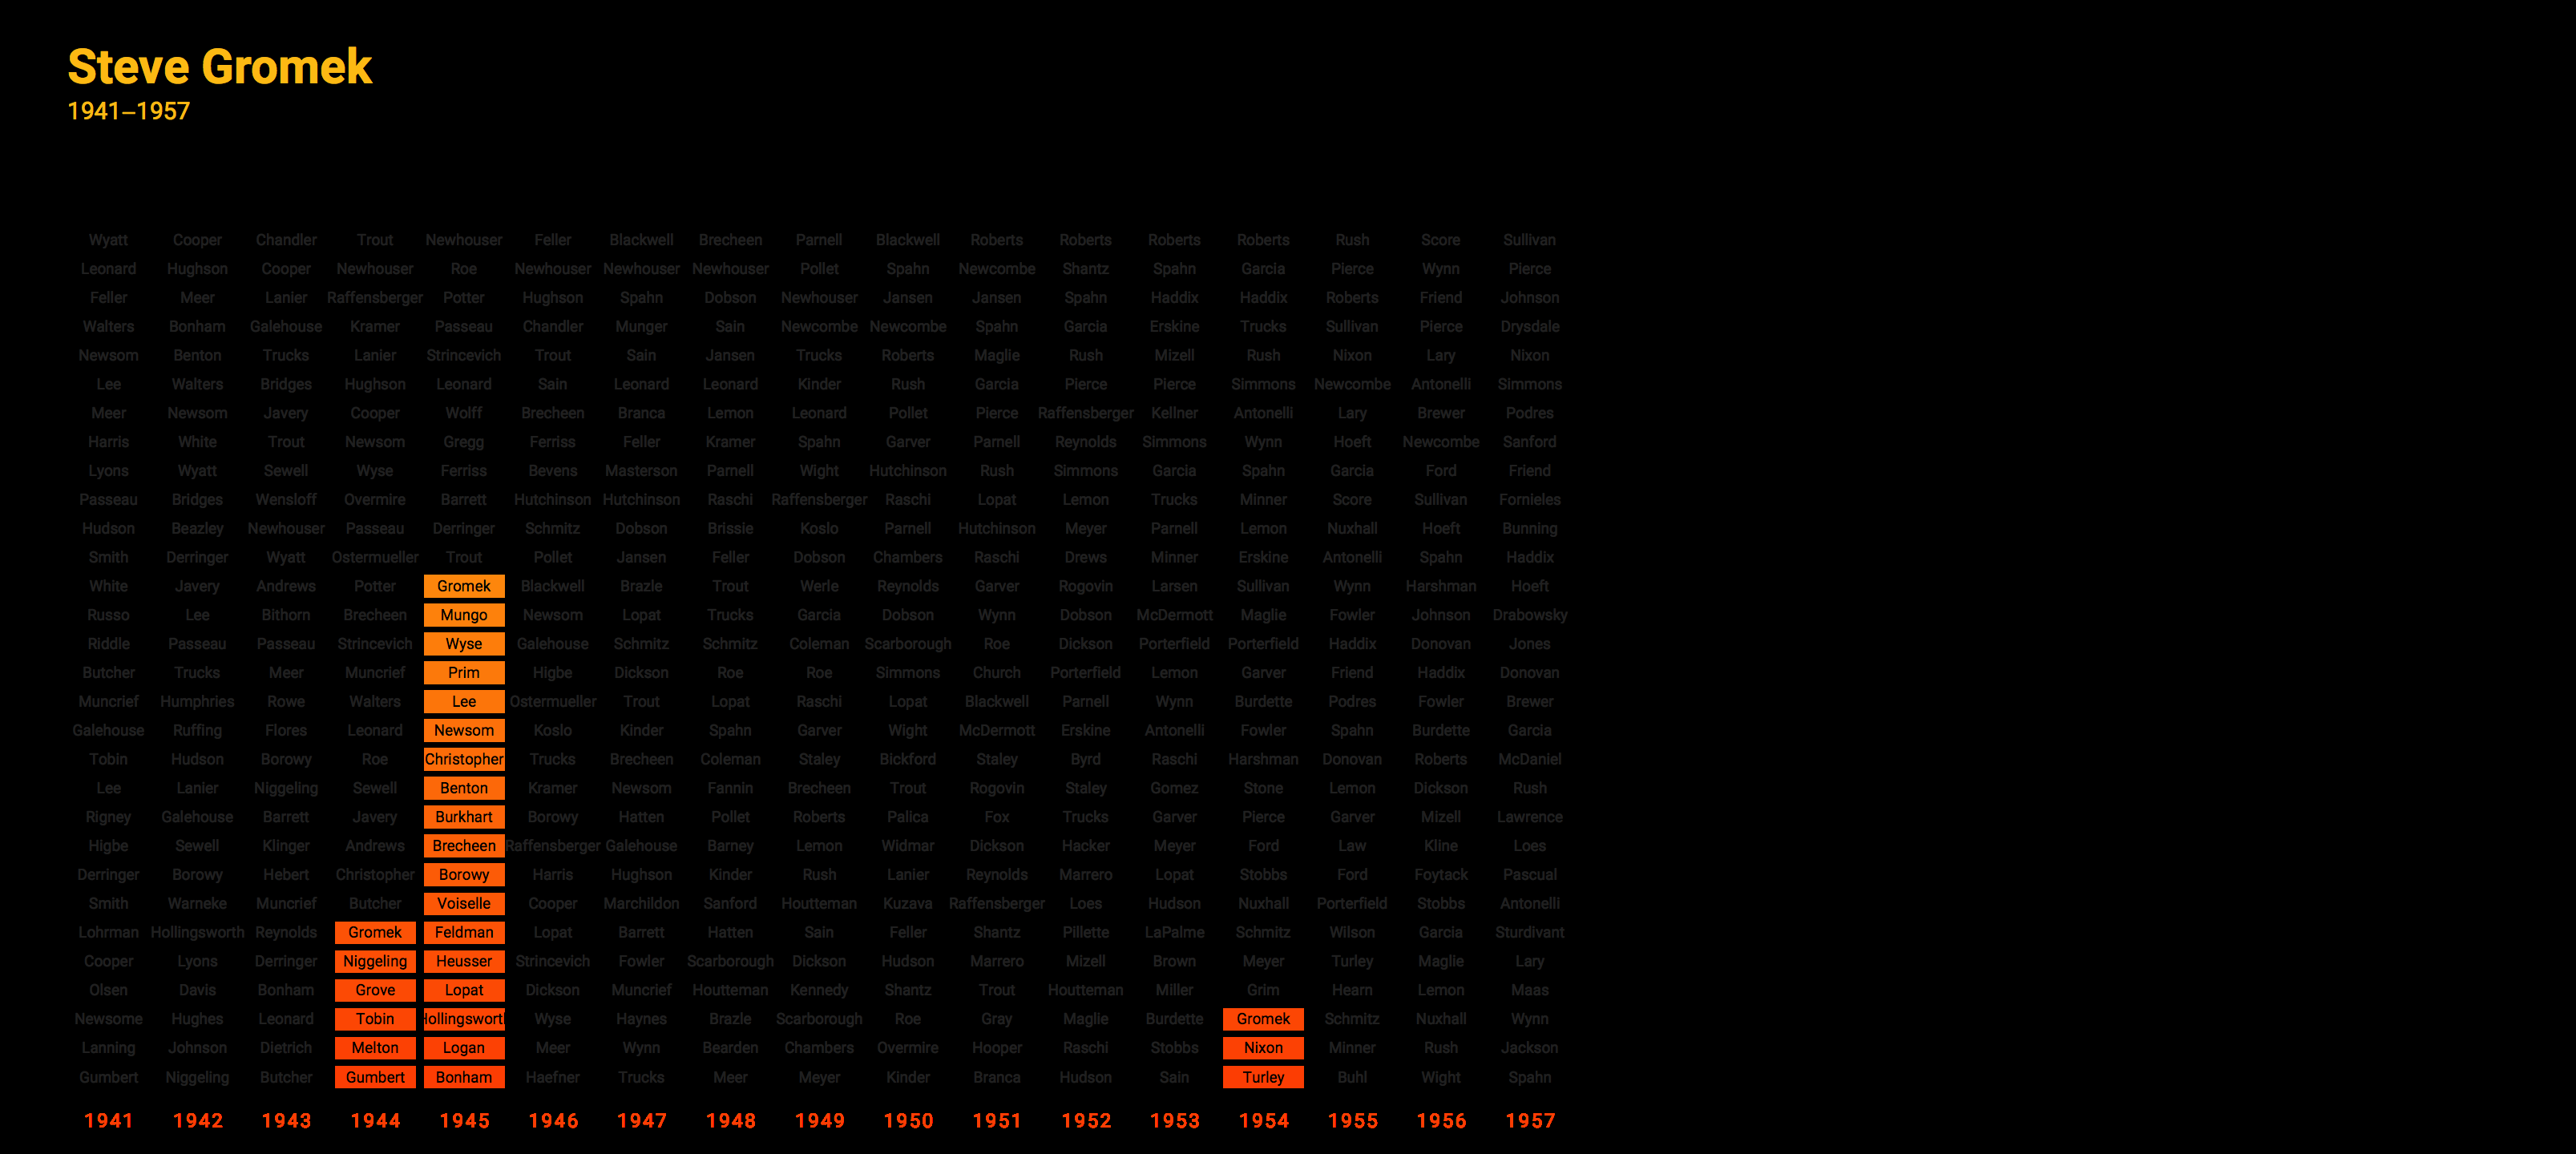 Steve Gromek
1941–1957
Wyatt Cooper Chandler Trout Newhouser Feller Blackwell Brecheen Parnell Blackwell Roberts Roberts Roberts Roberts Rush Score Sullivan
Leonard Hughson Cooper Newhouser Roe Newhouser Newhouser Newhouser Pollet Spahn Newcombe Shantz Spahn Garcia Pierce Wynn Pierce
Feller Meer Lanier Raffensberger Potter Hughson Spahn Dobson Newhouser Jansen Jansen Spahn Haddix Haddix Roberts Friend Johnson
Walters Bonham Galehouse Kramer Passeau Chandler Munger Sain Newcombe Newcombe Spahn Garcia Erskine Trucks Sullivan Pierce Drysdale
Newsom Benton Trucks Lanier Strincevich Trout Sain Jansen Trucks Roberts Maglie Rush Mizell Rush Nixon Lary Nixon
Lee Walters Bridges Hughson Leonard Sain Leonard Leonard Kinder Rush Garcia Pierce Pierce Simmons Newcombe Antonelli Simmons
Meer Newsom Javery Cooper Wolff Brecheen Branca Lemon Leonard Pollet Pierce Raffensberger Kellner Antonelli Lary Brewer Podres
Harris White Trout Newsom Gregg Ferriss Feller Kramer Spahn Garver Parnell Reynolds Simmons Wynn Hoeft Newcombe Sanford
Lyons Wyatt Sewell Wyse Ferriss Bevens Masterson Parnell Wight Hutchinson Rush Simmons Garcia Spahn Garcia Ford Friend
Passeau Bridges Wensloff Overmire Barrett Hutchinson Hutchinson Raschi Raffensberger Raschi Lopat Lemon Trucks Minner Score Sullivan Fornieles
Hudson Beazley Newhouser Passeau Derringer Schmitz Dobson Brissie Koslo Parnell Hutchinson Meyer Parnell Lemon Nuxhall Hoeft Bunning
Smith Derringer Wyatt Ostermueller Trout Pollet Jansen Feller Dobson Chambers Raschi Drews Minner Erskine Antonelli Spahn Haddix
White Javery Andrews Potter Gromek Blackwell Brazle Trout Werle Reynolds Garver Rogovin Larsen Sullivan Wynn Harshman Hoeft
Russo Lee Bithorn Brecheen Mungo Newsom Lopat Trucks Garcia Dobson Wynn Dobson McDermott Maglie Fowler Johnson Drabowsky
Riddle Passeau Passeau Strincevich Wyse Galehouse Schmitz Schmitz Coleman Scarborough Roe Dickson Porterfield Porterfield Haddix Donovan Jones
Butcher Trucks Meer Muncrief Prim Higbe Dickson Roe Roe Simmons Church Porterfield Lemon Garver Friend Haddix Donovan
Muncrief Humphries Rowe Walters Lee Ostermueller Trout Lopat Raschi Lopat Blackwell Parnell Wynn Burdette Podres Fowler Brewer
Galehouse Ruffing Flores Leonard Newsom Koslo Kinder Spahn Garver Wight McDermott Erskine Antonelli Fowler Spahn Burdette Garcia
Tobin Hudson Borowy Roe Christopher Trucks Brecheen Coleman Staley Bickford Staley Byrd Raschi Harshman Donovan Roberts McDaniel
Lee Lanier Niggeling Sewell Benton Kramer Newsom Fannin Brecheen Trout Rogovin Staley Gomez Stone Lemon Dickson Rush
Rigney Galehouse Barrett Javery Burkhart Borowy Hatten Pollet Roberts Palica Fox Trucks Garver Pierce Garver Mizell Lawrence
Higbe Sewell Klinger Andrews Brecheen Raffensberger Galehouse Barney Lemon Widmar Dickson Hacker Meyer Ford Law Kline Loes
Derringer Borowy Hebert Christopher Borowy Harris Hughson Kinder Rush Lanier Reynolds Marrero Lopat Stobbs Ford Foytack Pascual
Smith Warneke Muncrief Butcher Voiselle Cooper Marchildon Sanford Houtteman Kuzava Raffensberger Loes Hudson Nuxhall Porterfield Stobbs Antonelli
Lohrman Hollingsworth Reynolds Gromek Feldman Lopat Barrett Hatten Sain Feller Shantz Pillette LaPalme Schmitz Wilson Garcia Sturdivant
Cooper Lyons Derringer Niggeling Heusser Strincevich Fowler Scarborough Dickson Hudson Marrero Mizell Brown Meyer Turley Maglie Lary
Olsen Davis Bonham Grove Lopat Dickson Muncrief Houtteman Kennedy Shantz Trout Houtteman Miller Grim Hearn Lemon Maas
Newsome Hughes Leonard Tobin Hollingsworth Wyse Haynes Brazle Scarborough Roe Gray Maglie Burdette Gromek Schmitz Nuxhall Wynn
Lanning Johnson Dietrich Melton Logan Meer Wynn Bearden Chambers Overmire Hooper Raschi Stobbs Nixon Minner Rush Jackson
Gumbert Niggeling Butcher Gumbert Bonham Haefner Trucks Meer Meyer Kinder Branca Hudson Sain Turley Buhl Wight Spahn
1941 1942 1943 1944 1945 1946 1947 1948 1949 1950 1951 1952 1953 1954 1955 1956 1957